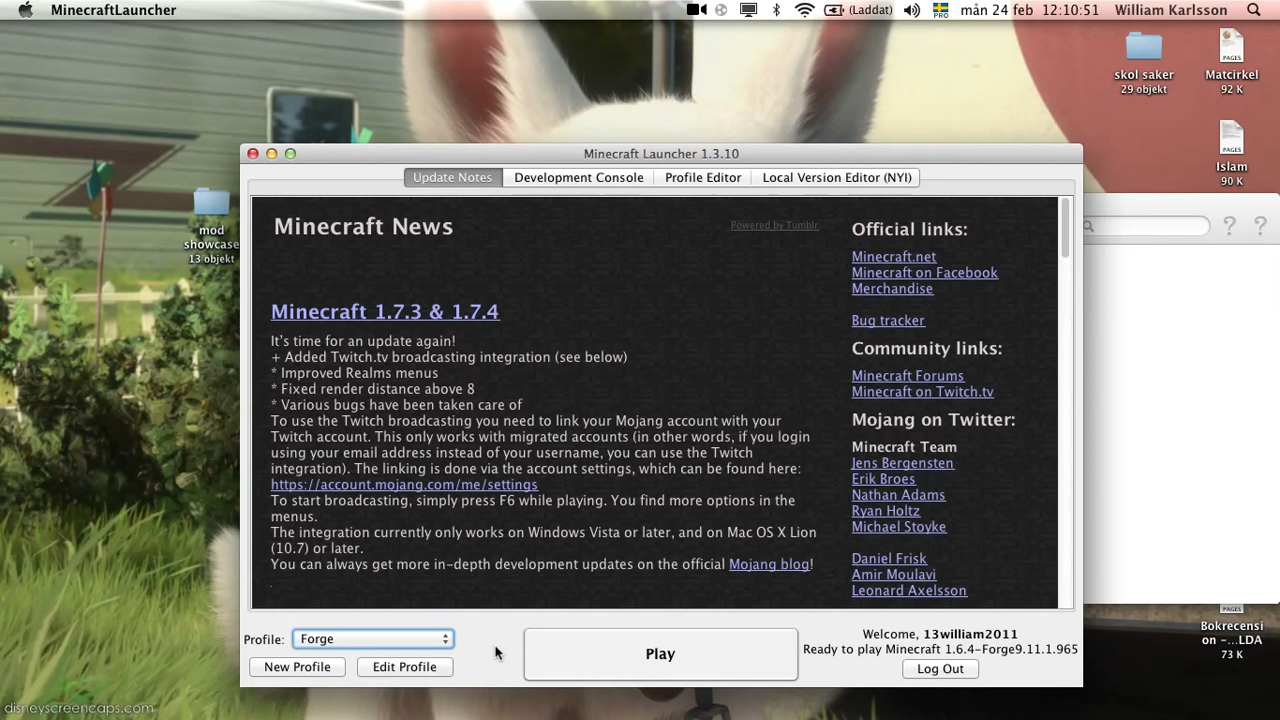 MinecraftLauncher
(Laddat)
PRO
mån 24 feb 12:10:51
William Karlsson
skol saker
29 objekt
PAGES
Matcirkel
92 K
PAGES
Islam
90 K
mod
showcase
13 objekt
Minecraft Launcher 1.3.10
Update Notes
Development Console
Profile Editor
Local Version Editor (NYI)
Minecraft News
Powered by Tumblr
Minecraft 1.7.3 & 1.7.4
It's time for an update again!
+ Added Twitch.tv broadcasting integration (see below)
* Improved Realms menus
* Fixed render distance above 8
* Various bugs have been taken care of
To use the Twitch broadcasting you need to link your Mojang account with your
Twitch account. This only works with migrated accounts (in other words, if you login
using your email address instead of your username, you can use the Twitch
integration). The linking is done via the account settings, which can be found here:
https://account.mojang.com/me/settings
To start broadcasting, simply press F6 while playing. You find more options in the
menus.
The integration currently only works on Windows Vista or later, and on Mac OS X Lion
(10.7) or later.
You can always get more in-depth development updates on the official Mojang blog!
Official links:
Minecraft.net
Minecraft on Facebook
Merchandise
Bug tracker
Community links:
Minecraft Forums
Minecraft on Twitch.tv
Mojang on Twitter:
Minecraft Team
Jens Bergensten
Erik Broes
Nathan Adams
Ryan Holtz
Michael Stoyke
Daniel Frisk
Amir Moulavi
Leonard Axelsson
? ?
PAGES
Bokrecensi
on -...LDA
73 K
Profile:
Forge
New Profile
Edit Profile
Play
Welcome, 13william2011
Ready to play Minecraft 1.6.4-Forge9.11.1.965
Log Out
disneyscreencaps.com